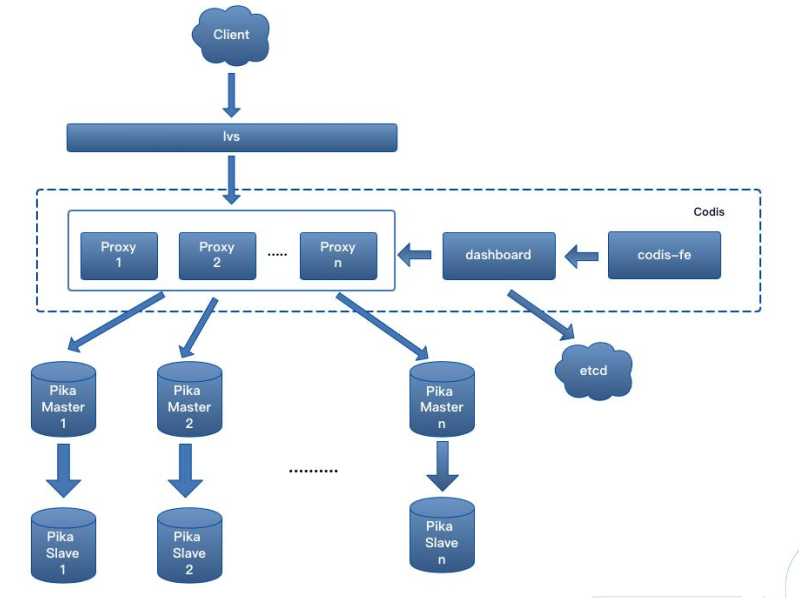 Client
lvs
Codis
Proxy
1
Proxy
2
.....
Proxy
n
dashboard
codis-fe
Pika
Master
1
Pika
Master
2
Pika
Master
n
etcd
..........
Pika
Slave
1
Pika
Slave
2
Pika
Slave
n